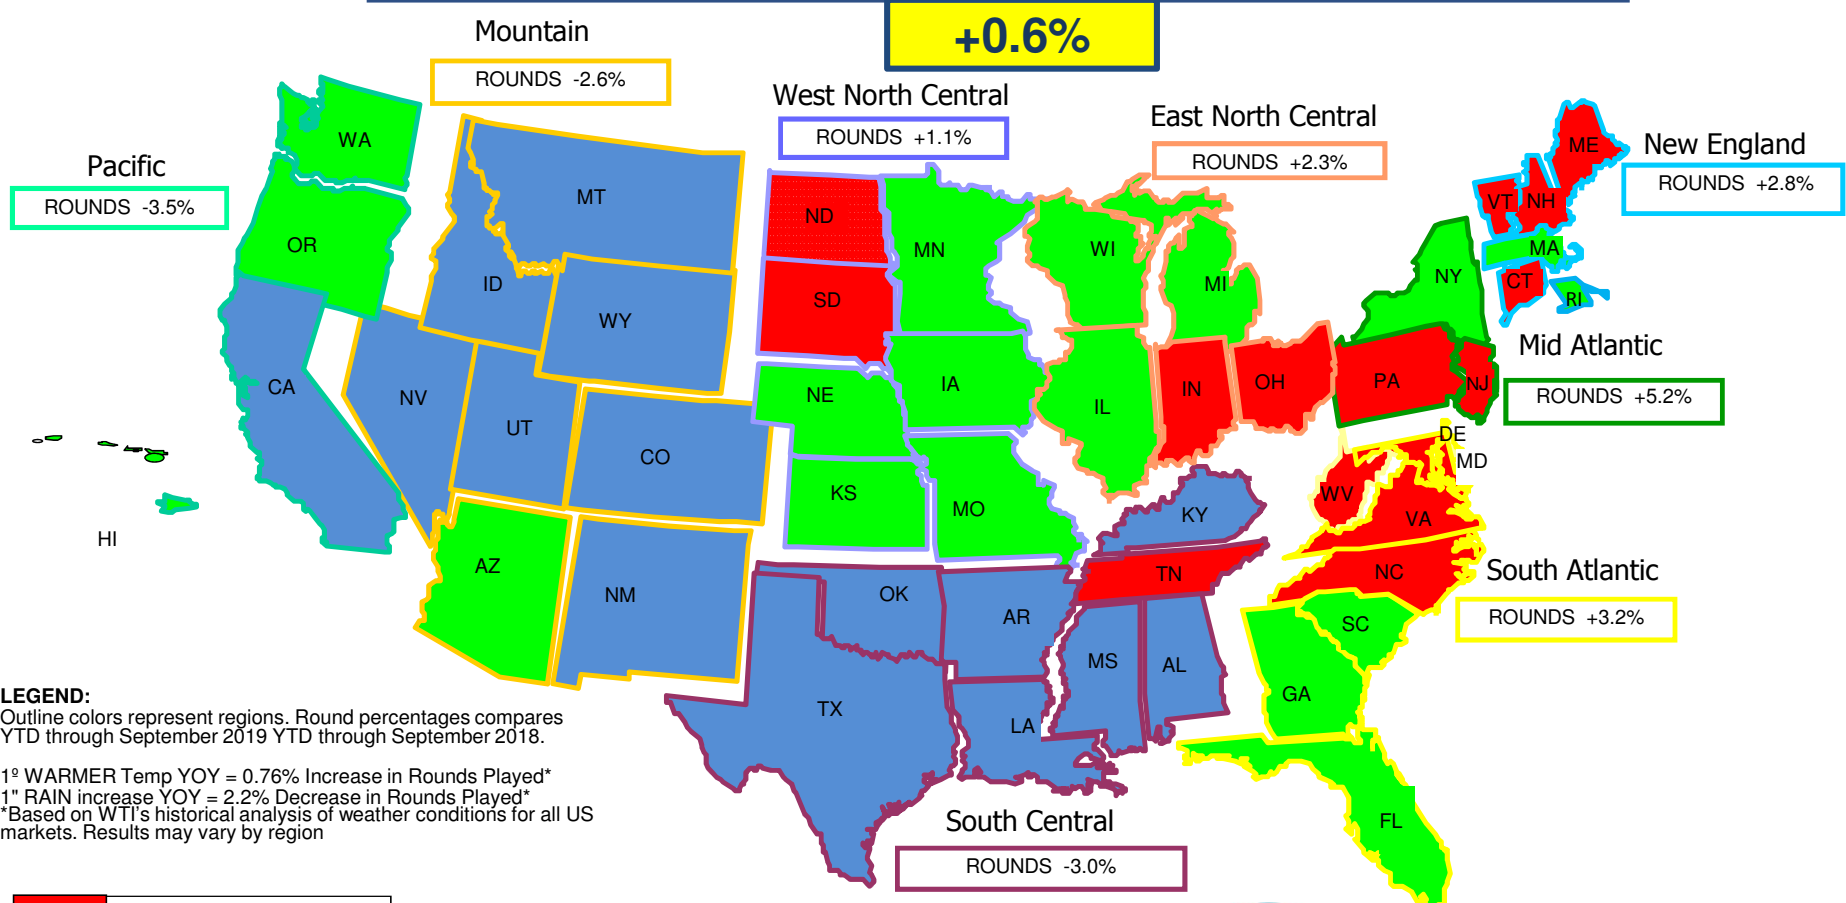 +0.6%
Mountain
ROUNDS -2.6%
West North Central
ROUNDS +1.1%
East North Central
ROUNDS +2.3%
New England
ROUNDS +2.8%
Pacific
ROUNDS -3.5%
Mid Atlantic
ROUNDS +5.2%
South Atlantic
ROUNDS +3.2%
South Central
ROUNDS -3.0%
WA
OR
CA
HI
MT
ID
WY
NV
UT
CO
AZ
NM
ND
SD
NE
KS
MN
IA
MO
WI
MI
IL
IN
OH
ME
VT
NH
MA
CT
RI
NY
PA
NJ
DE
MD
WV
VA
NC
SC
GA
FL
KY
TN
OK
AR
TX
LA
MS
AL
LEGEND:
Outline colors represent regions. Round percentages compares
YTD through September 2019 YTD through September 2018.
1º WARMER Temp YOY = 0.76% Increase in Rounds Played*
1" RAIN increase YOY = 2.2% Decrease in Rounds Played*
*Based on WTI's historical analysis of weather conditions for all US
markets. Results may vary by region